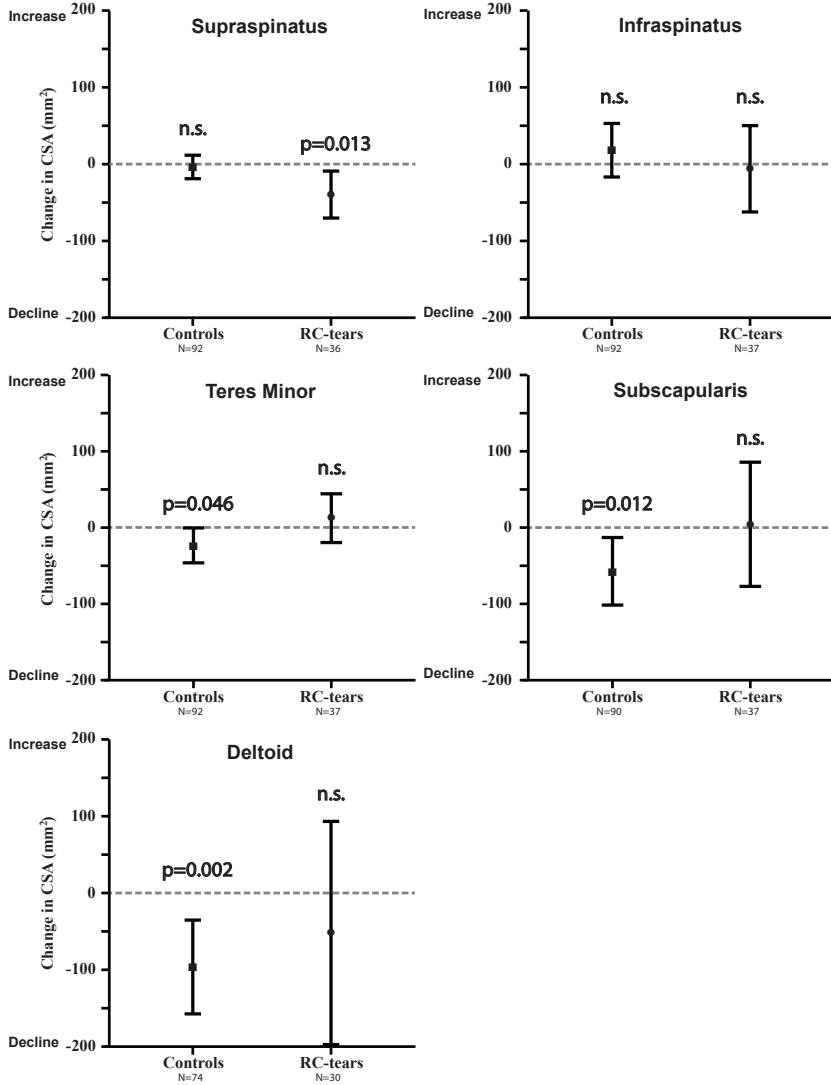 Increase
200
Supraspinatus
100
n.s.
p=0.013
Change in CSA (mm²)
0
-100
Decline
-200
Controls
RC-tears
N=92
N=36
Increase
200
Infraspinatus
100
n.s.
n.s.
0
-100
Decline
-200
Controls
RC-tears
N=92
N=37
Increase
200
Teres Minor
100
n.s.
p=0.046
Change in CSA (mm²)
0
-100
Decline
-200
Controls
RC-tears
N=92
N=37
Increase
200
Subscapularis
n.s.
100
p=0.012
0
-100
Decline
-200
Controls
RC-tears
N=90
N=37
Increase
200
Deltoid
n.s.
100
p=0.002
Change in CSA (mm²)
0
-100
Decline
-200
Controls
RC-tears
N=74
N=30